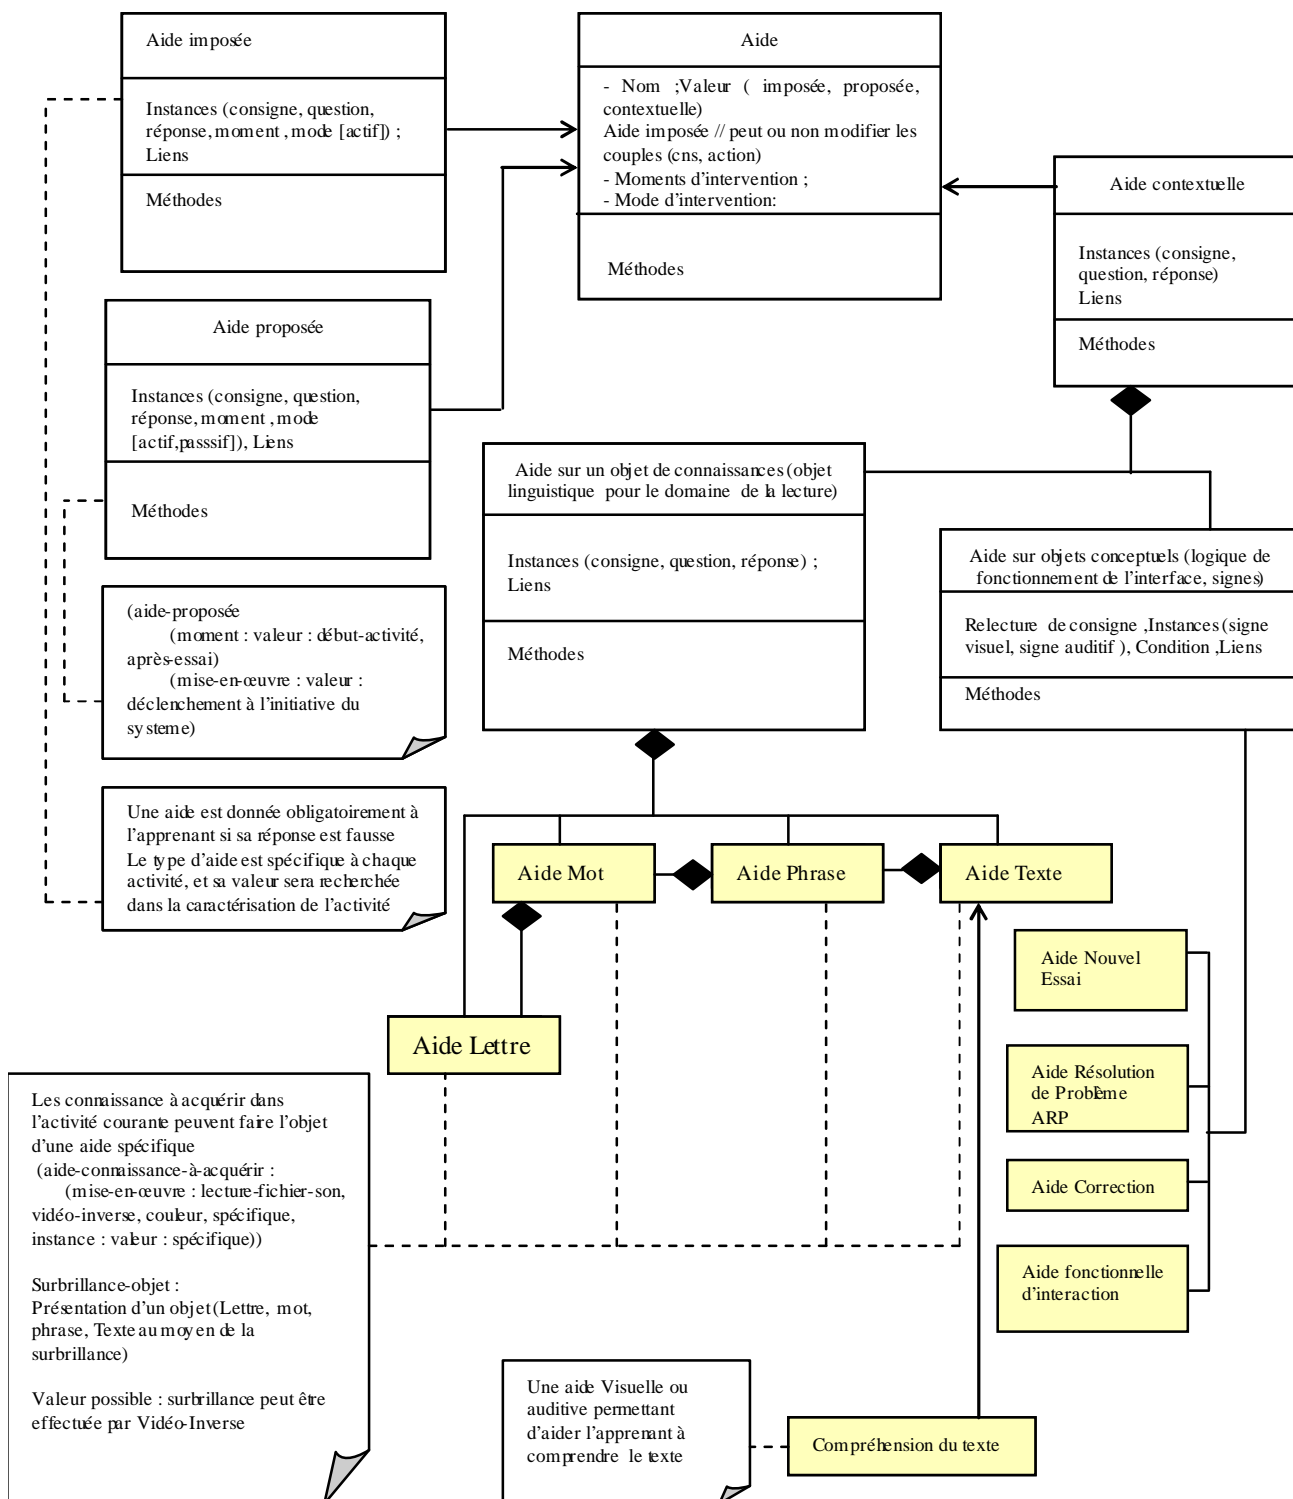 Aide imposée
Instances (consigne, question,
réponse, moment , mode [actif]) ;
Liens
Méthodes
Aide
- Nom ;Valeur ( imposée, proposée,
contextuelle)
Aide imposée // peut ou non modifier les
couples (cns, action)
- Moments d'intervention ;
- Mode d'intervention:
Méthodes
Aide contextuelle
Instances (consigne,
question, réponse)
Liens
Méthodes
Aide proposée
Instances (consigne, question,
réponse, moment , mode
[actif,passsif]), Liens
Méthodes
Aide sur un objet de connaissances (objet
linguistique pour le domaine de la lecture)
Instances (consigne, question, réponse) ;
Liens
Méthodes
Aide sur objets conceptuels (logique de
fonctionnement de l'interface, signes)
Relecture de consigne ,Instances (signe
visuel, signe auditif ), Condition ,Liens
Méthodes
(aide-proposée
(moment : valeur : début-activité,
après-essai)
(mise-en-œuvre : valeur :
déclenchement à l'initiative du
systeme)
Une aide est donnée obligatoirement à
l'apprenant si sa réponse est fausse
Le type d'aide est spécifique à chaque
activité, et sa valeur sera recherchée
dans la caractérisation de l'activité
Aide Mot
Aide Phrase
Aide Texte
Aide Lettre
Aide Nouvel
Essai
Aide Résolution
de Problème
ARP
Aide Correction
Aide fonctionnelle
d'interaction
Les connaissance à acquérir dans
l'activité courante peuvent faire l'objet
d'une aide spécifique
(aide-connaissance-à-acquérir :
(mise-en-œuvre : lecture-fichier-son,
vidéo-inverse, couleur, spécifique,
instance : valeur : spécifique))
Surbrillance-objet :
Présentation d'un objet (Lettre, mot,
phrase, Texte au moyen de la
surbrillance)
Valeur possible : surbrillance peut être
effectuée par Vidéo-Inverse
Une aide Visuelle ou
auditive permettant
d'aider l'apprenant à
comprendre le texte
Compréhension du texte